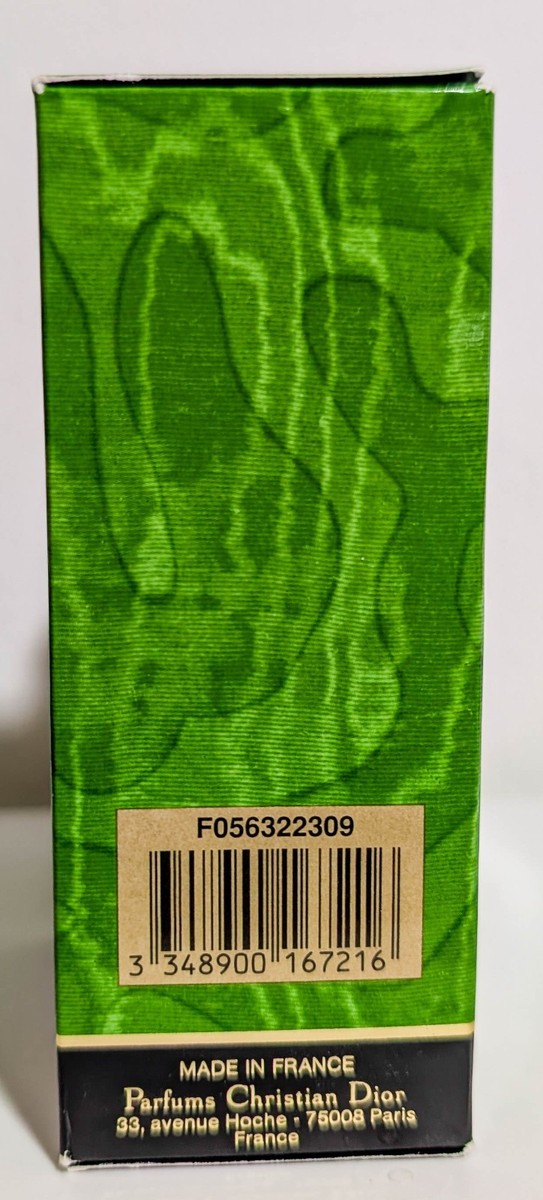 F056322309
3 348900 167216
MADE IN FRANCE
Parfums Christian Dior
33, avenue Hoche - 75008 Paris
France